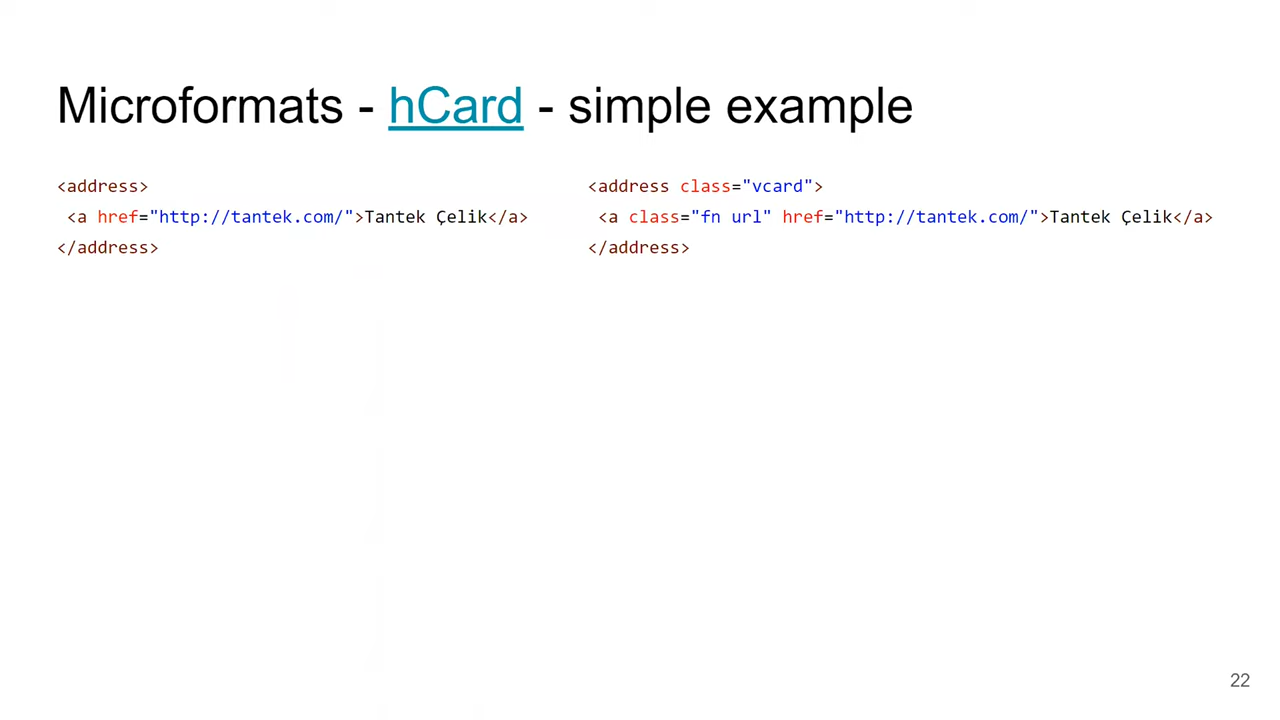 Microformats - hCard - simple example
<address>
<a href="http://tantek.com/">Tantek Çelik</a>
</address>
<address class="vcard">
<a class="fn url" href="http://tantek.com/">Tantek Çelik</a>
</address>
22